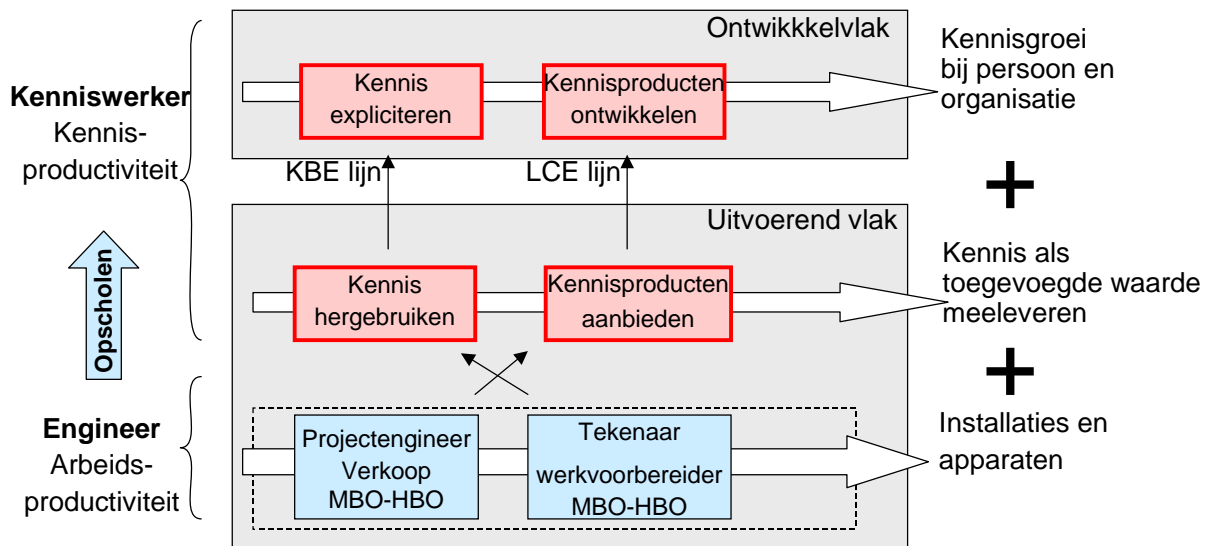 Ontwikkkelvlak
Kennis
expliciteren
Kennisproducten
ontwikkelen
Kennisgroei
bij persoon en
organisatie
Kenniswerker
Kennis-
productiviteit
KBE lijn
LCE lijn
+
Uitvoerend vlak
Opscholen
Kennis
hergebruiken
Kennisproducten
aanbieden
Kennis als
toegevoegde waarde
meeleveren
+
Engineer
Arbeids-
productiviteit
Projectengineer
Verkoop
MBO-HBO
Tekenaar
werkvoorbereider
MBO-HBO
Installaties en
apparaten